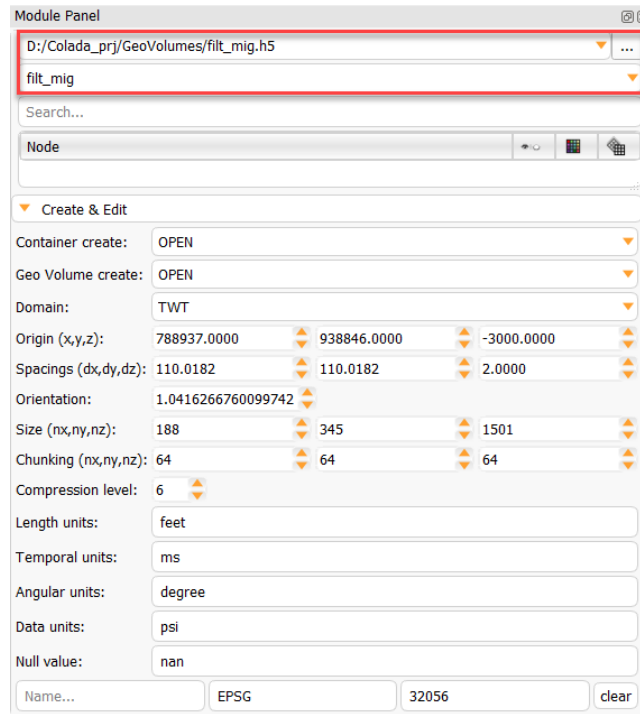 Module Panel
D:/Colada_prj/GeoVolumes/filt_mig.h5 ...
filt_mig
Search...
Node
Create & Edit
Container create: OPEN
Geo Volume create: OPEN
Domain: TWT
Origin (x,y,z): 788937.0000 938846.0000 -3000.0000
Spacings (dx,dy,dz): 110.0182 110.0182 2.0000
Orientation: 1.0416266760099742
Size (nx,ny,nz): 188 345 1501
Chunking (nx,ny,nz): 64 64 64
Compression level: 6
Length units: feet
Temporal units: ms
Angular units: degree
Data units: psi
Null value: nan
Name... EPSG 32056 clear